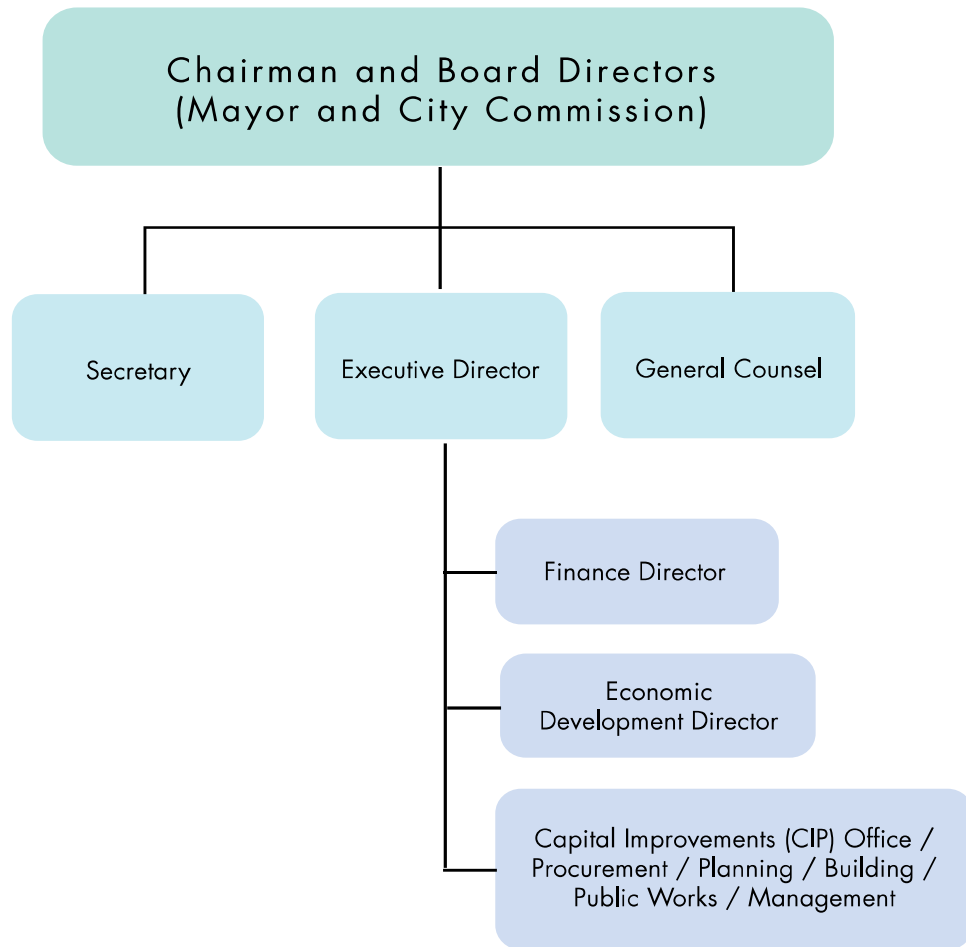 Chairman and Board Directors
(Mayor and City Commission)
Secretary
Executive Director
General Counsel
Finance Director
Economic
Development Director
Capital Improvements (CIP) Office /
Procurement / Planning / Building /
Public Works / Management